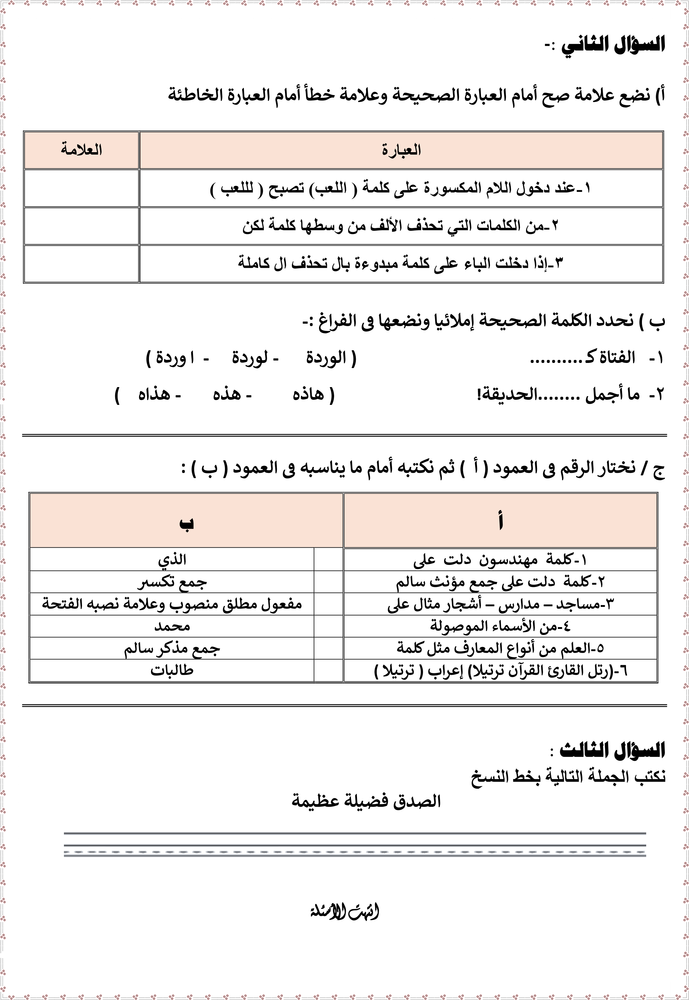 السؤال الثاني :-
أ) نضع علامة صح أمام العبارة الصحيحة وعلامة خطأ أمام العبارة الخاطئة
العبارة العلامة
١-عند دخول اللام المكسورة على كلمة ( اللعب) تصبح ( لللعب )
٢-من الكلمات التي تحذف الألف من وسطها كلمة لكن
٣-إذا دخلت الباء على كلمة مبدوءة بال تحذف ال كاملة
ب ) نحدد الكلمة الصحيحة إملائيا ونضعها فى الفراغ :-
١- الفتاة كـ .......... ( الوردة - لوردة - ا وردة )
٢- ما أجمل ........الحديقة! ( هاذه - هذه - هذاه )
ج / نختار الرقم فى العمود ( أ ) ثم نكتبه أمام ما يناسبه فى العمود ( ب ) :
أ ب
١-كلمة مهندسون دلت على الذي
٢-كلمة دلت على جمع مؤنث سالم جمع تكسير
٣-مساجد – مدارس – أشجار مثال على مفعول مطلق منصوب وعلامة نصبه الفتحة
٤-من الأسماء الموصولة محمد
٥-العلم من أنواع المعارف مثل كلمة جمع مذكر سالم
٦-(رتل القارئ القرآن ترتيلا) إعراب ( ترتيلا ) طالبات
السؤال الثالث :
نكتب الجملة التالية بخط النسخ
الصدق فضيلة عظيمة
انتهت الأسئلة